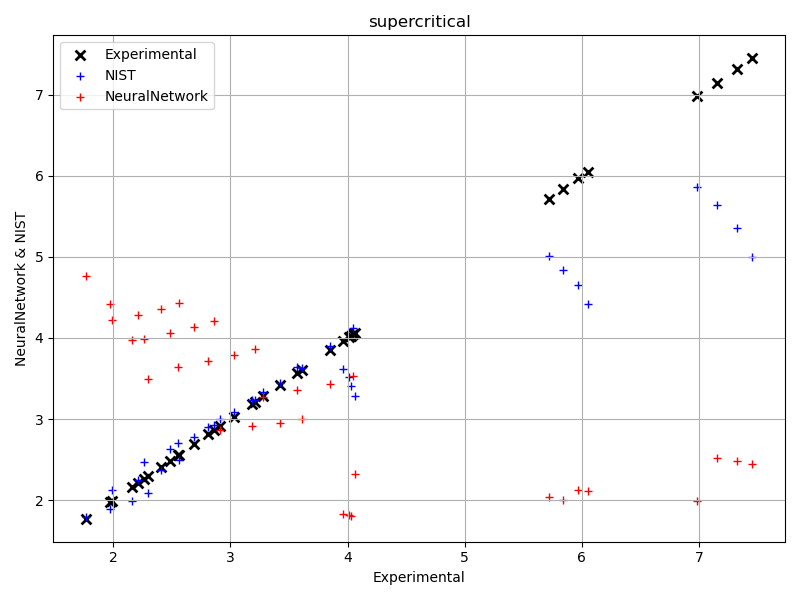 supercritical
Experimental
NIST
NeuralNetwork
NeuralNetwork & NIST
7
6
5
4
3
2
2 3 4 5 6 7
Experimental